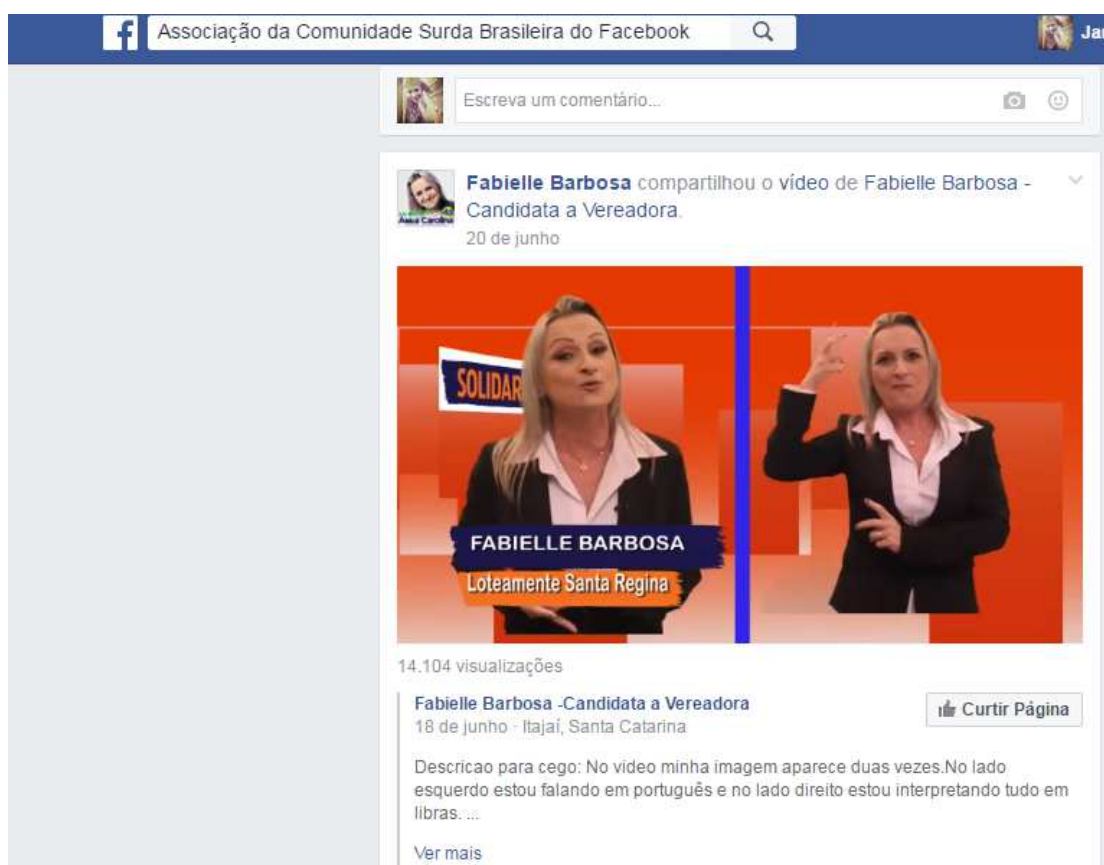 Associação da Comunidade Surda Brasileira do Facebook
Escreva um comentário...
Fabielle Barbosa compartilhou o vídeo de Fabielle Barbosa -
Candidata a Vereadora.
20 de junho
SOLIDAR
FABIELLE BARBOSA
Loteamente Santa Regina
14.104 visualizações
Fabielle Barbosa -Candidata a Vereadora
Curtir Página
18 de junho · Itajaí, Santa Catarina
Descricao para cego: No video minha imagem aparece duas vezes.No lado
esquerdo estou falando em português e no lado direito estou interpretando tudo em
libras. ...
Ver mais